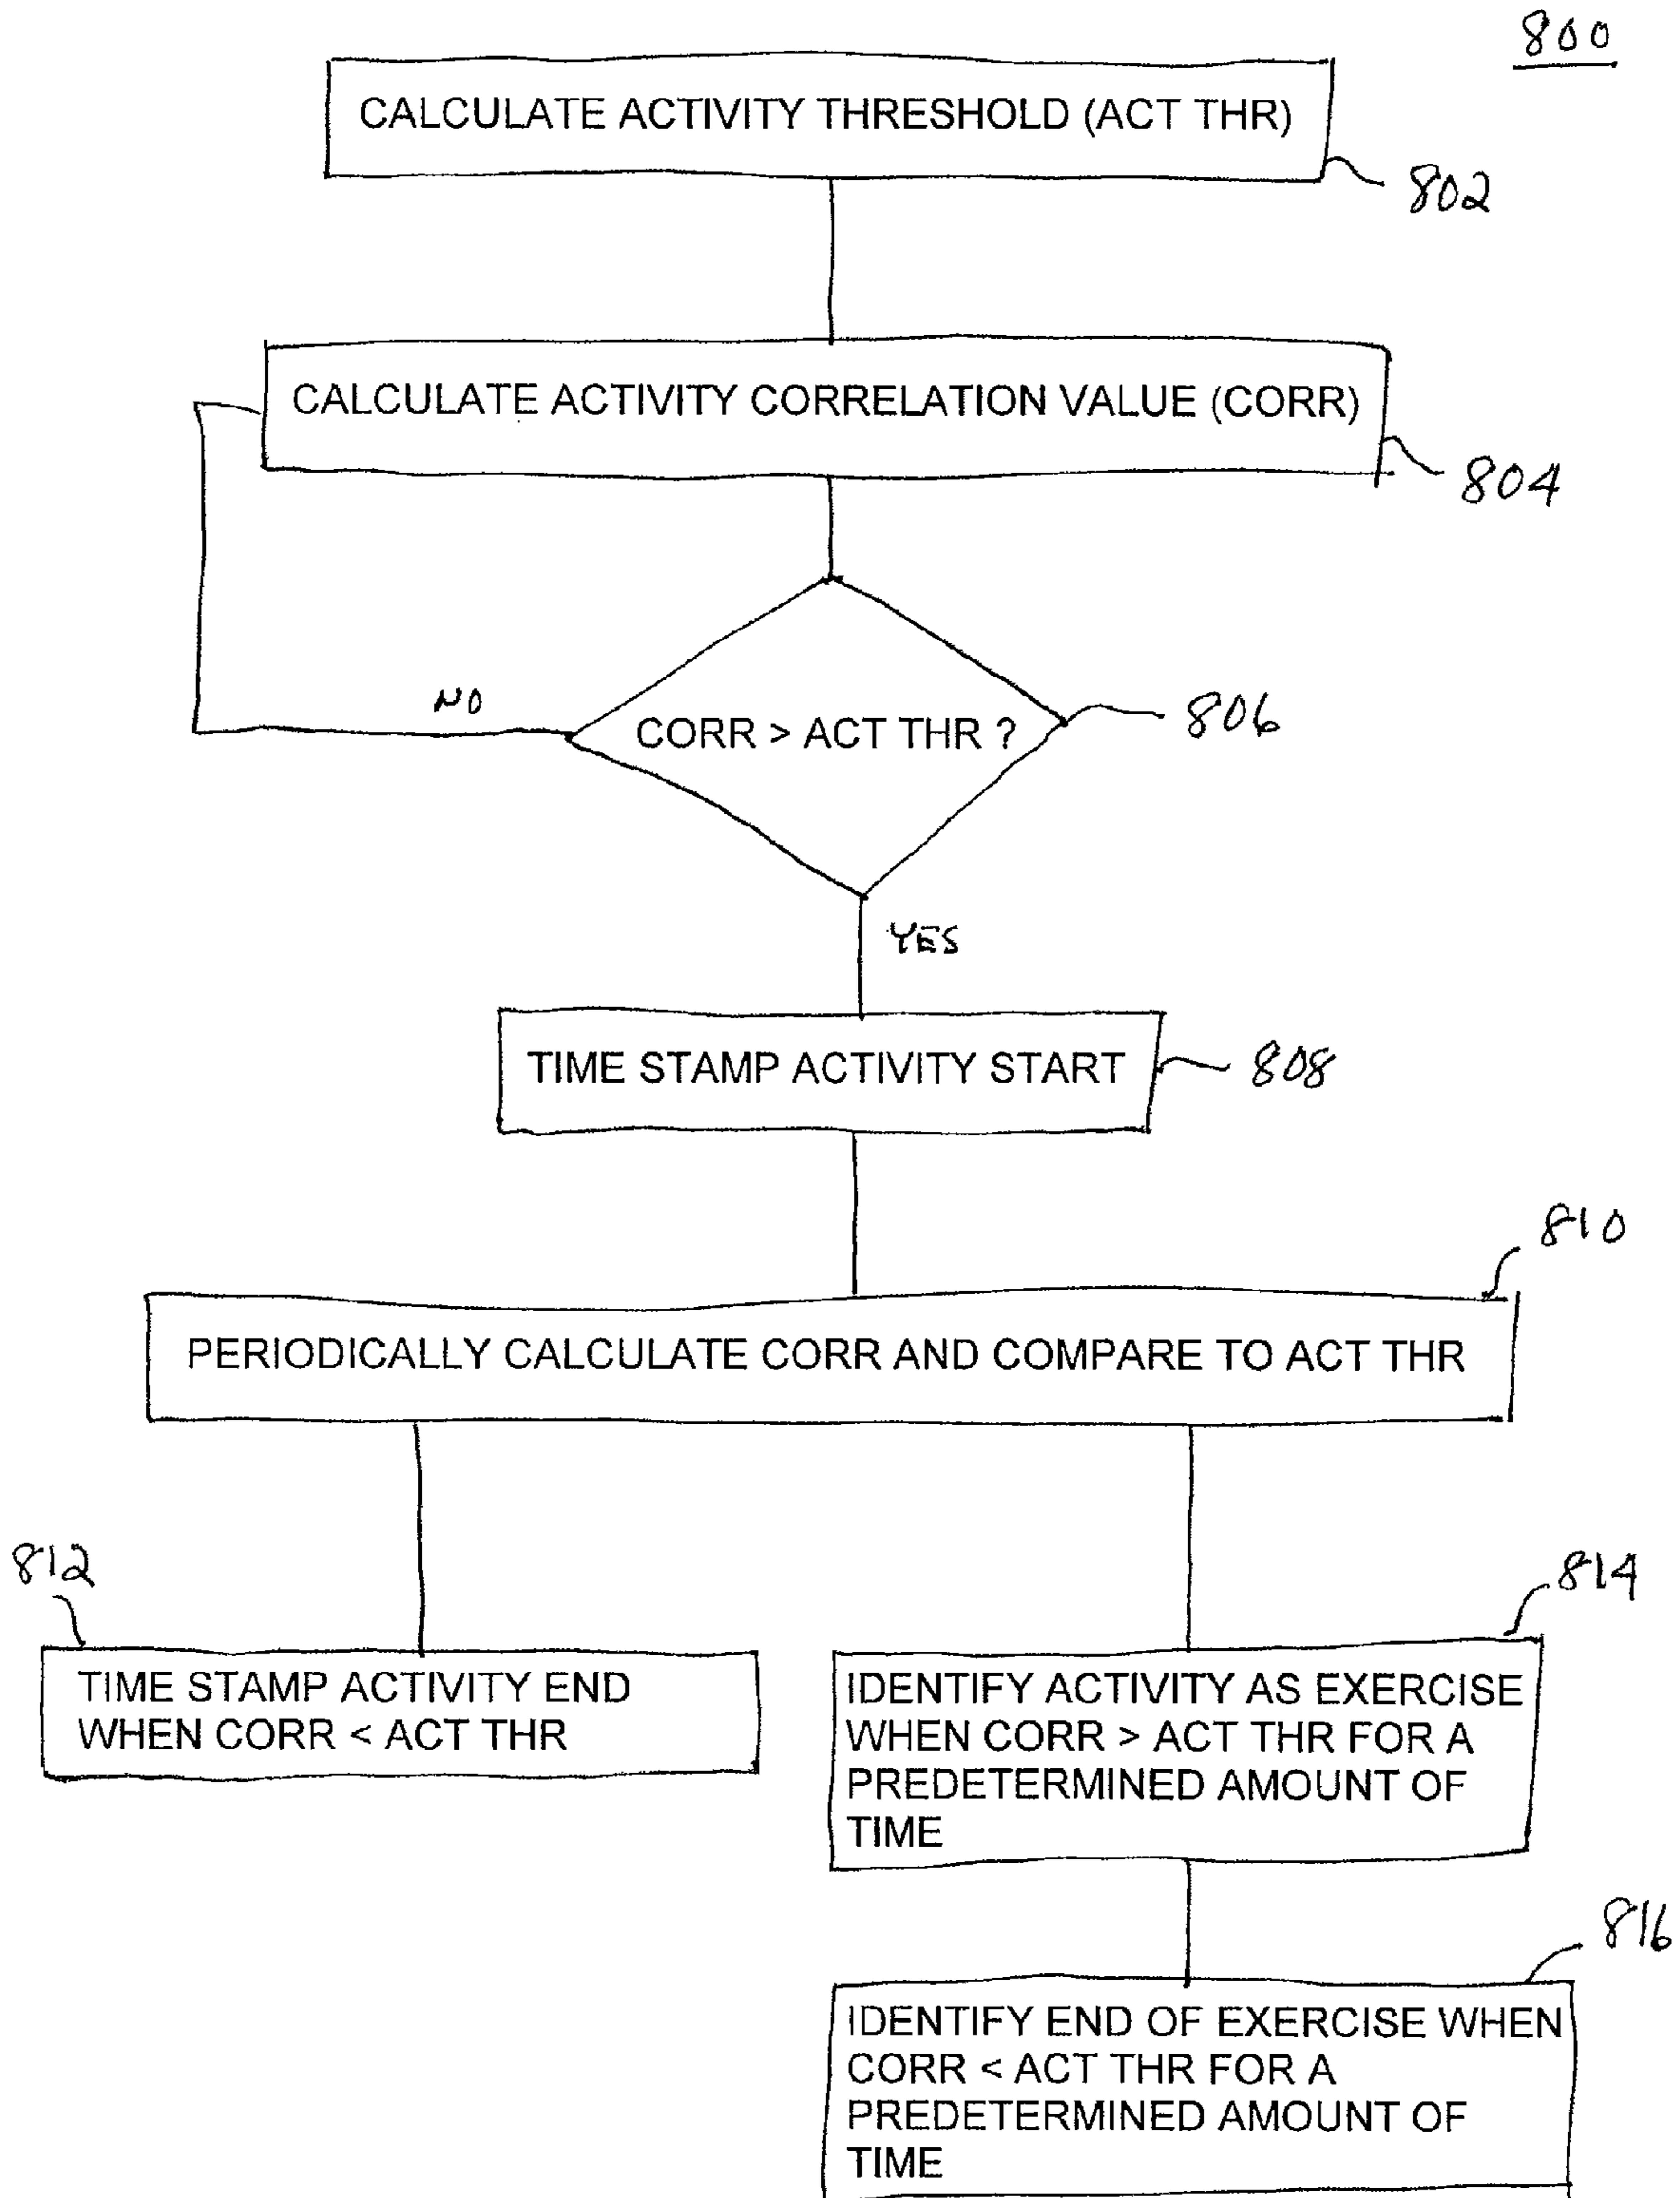 800
CALCULATE ACTIVITY THRESHOLD (ACT THR)
802
CALCULATE ACTIVITY CORRELATION VALUE (CORR)
804
NO
CORR > ACT THR ?
806
YES
TIME STAMP ACTIVITY START
808
810
PERIODICALLY CALCULATE CORR AND COMPARE TO ACT THR
812
TIME STAMP ACTIVITY END
WHEN CORR < ACT THR
814
IDENTIFY ACTIVITY AS EXERCISE
WHEN CORR > ACT THR FOR A
PREDETERMINED AMOUNT OF
TIME
816
IDENTIFY END OF EXERCISE WHEN
CORR < ACT THR FOR A
PREDETERMINED AMOUNT OF
TIME